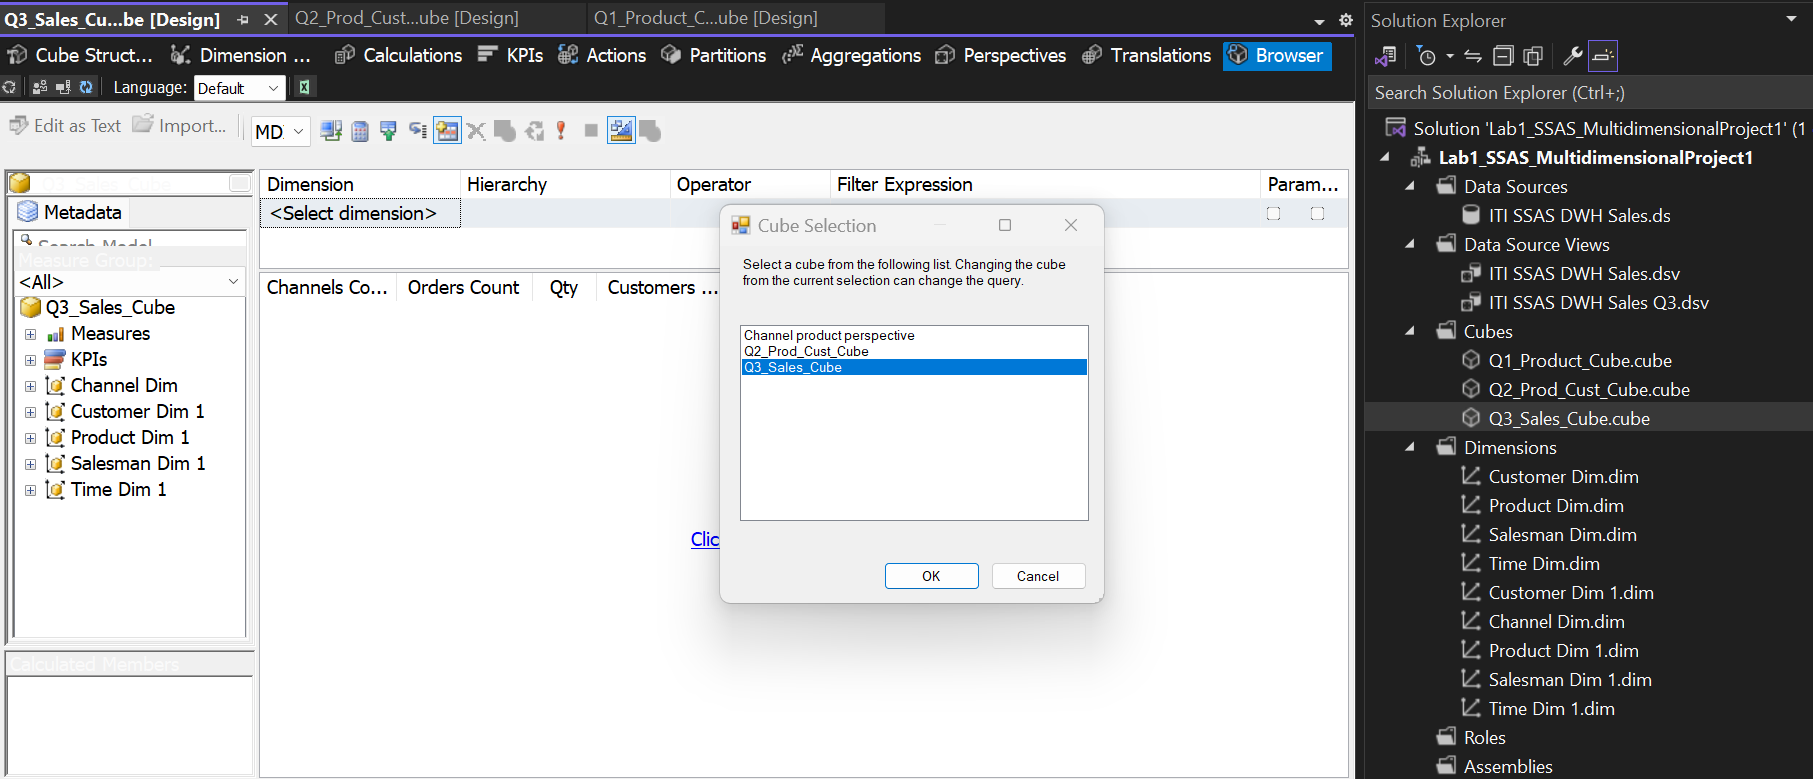 Q3_Sales_Cu...be [Design]
Q2_Prod_Cust...ube [Design]
Q1_Product_C...ube [Design]
Cube Struct...
Dimension ...
Calculations
KPIs
Actions
Partitions
Aggregations
Perspectives
Translations
Browser
Language:
Default
Edit as Text
Import...
MD
Q3_Sales_Cube
Metadata
Search Model
Measure Group:
<All>
Q3_Sales_Cube
Measures
KPIs
Channel Dim
Customer Dim 1
Product Dim 1
Salesman Dim 1
Time Dim 1
Calculated Members
Dimension
Hierarchy
Operator
Filter Expression
Param...
<Select dimension>
Channels Co...
Orders Count
Qty
Customers ...
Clic
Cube Selection
Select a cube from the following list. Changing the cube
from the current selection can change the query.
Channel product perspective
Q2_Prod_Cust_Cube
Q3_Sales_Cube
OK
Cancel
Solution Explorer
Search Solution Explorer (Ctrl+;)
Solution 'Lab1_SSAS_MultidimensionalProject1' (1
Lab1_SSAS_MultidimensionalProject1
Data Sources
ITI SSAS DWH Sales.ds
Data Source Views
ITI SSAS DWH Sales.dsv
ITI SSAS DWH Sales Q3.dsv
Cubes
Q1_Product_Cube.cube
Q2_Prod_Cust_Cube.cube
Q3_Sales_Cube.cube
Dimensions
Customer Dim.dim
Product Dim.dim
Salesman Dim.dim
Time Dim.dim
Customer Dim 1.dim
Channel Dim.dim
Product Dim 1.dim
Salesman Dim 1.dim
Time Dim 1.dim
Roles
Assemblies